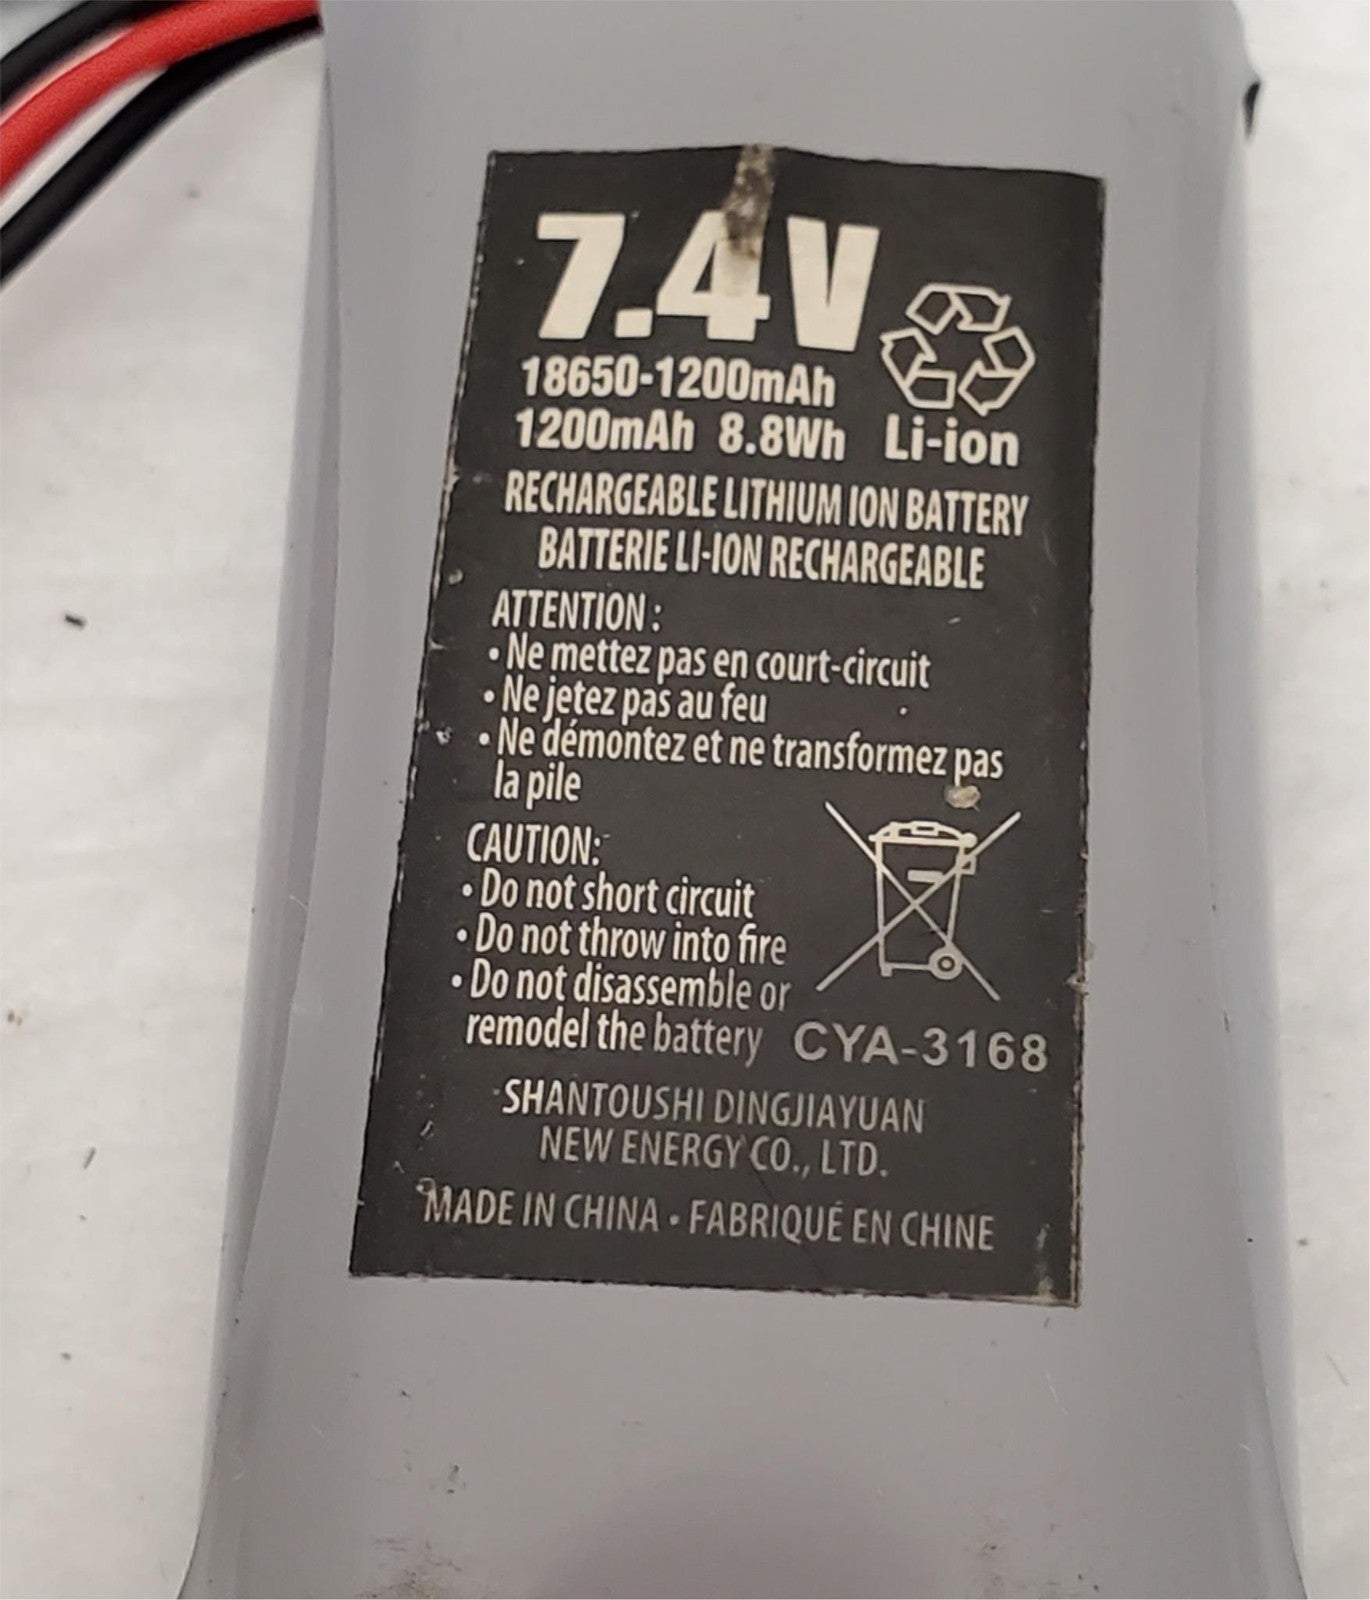 7.4V
18650-1200mAh
1200mAh 8.8Wh Li-ion
RECHARGEABLE LITHIUM ION BATTERY
BATTERIE LI-ION RECHARGEABLE
ATTENTION :
• Ne mettez pas en court-circuit
• Ne jetez pas au feu
• Ne démontez et ne transformez pas
la pile
CAUTION:
• Do not short circuit
• Do not throw into fire
• Do not disassemble or
remodel the battery CYA-3168
SHANTOUSHI DINGJIAYUAN
NEW ENERGY CO., LTD.
MADE IN CHINA • FABRIQUÉ EN CHINE